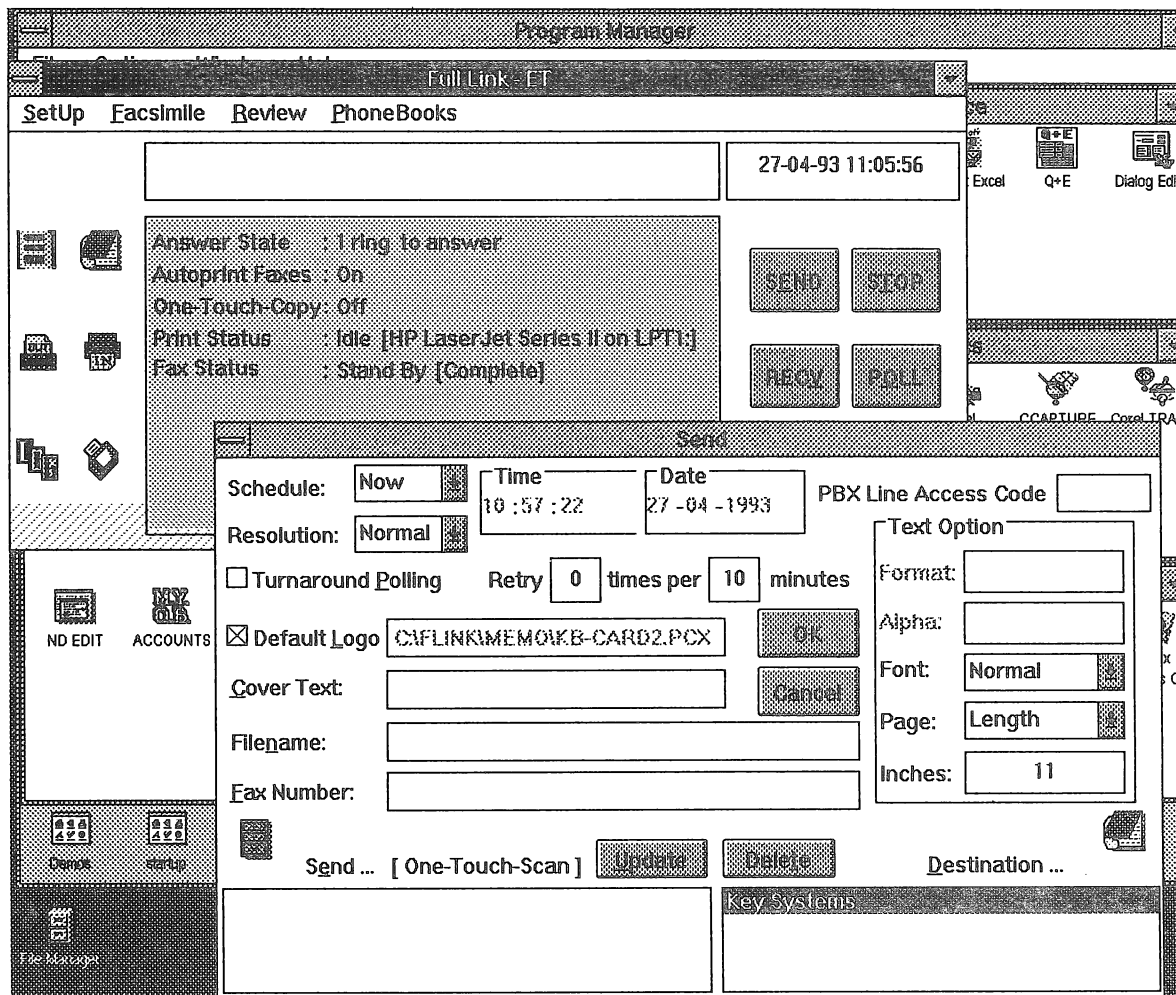 Program Manager
Full Link - ET
SetUp Facsimile Review PhoneBooks
27-04-93 11:05:56
Excel Q+E Dialog Edi
Answer State : 1 ring to answer
Autoprint Faxes : On
One-Touch-Copy: Off
Print Status : Idle [HP LaserJet Series II on LPT1:]
Fax Status : Stand By [Complete]
SEND STOP
RECV POLL
OUT IN
CCAPTURE Corel TRA
Send
Schedule: Now
Time
10 :57 :22
Date
27 -04 -1993
PBX Line Access Code
Resolution: Normal
Text Option
Turnaround Polling Retry 0 times per 10 minutes
Format:
Default Logo C:\FLINK\MEMO\KB-CARD2.PCX OK
Alpha:
Cover Text: Cancel
Font: Normal
Filename:
Page: Length
Fax Number:
Inches: 11
Send ... [ One-Touch-Scan ] Update Delete Destination ...
Key Systems
ND EDIT M.Y. O.B. ACCOUNTS
Demos startup
File Manager